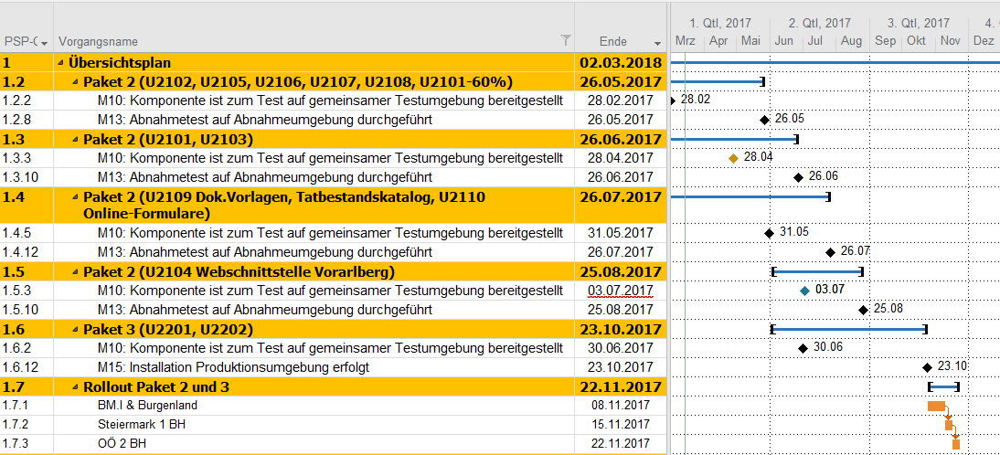 1. Qtl, 2017 2. Qtl, 2017 3. Qtl, 2017 4.
PSP-C Vorgangsname Ende Mrz Apr Mai Jun Jul Aug Sep Okt Nov Dez
1 Übersichtsplan 02.03.2018
1.2 Paket 2 (U2102, U2105, U2106, U2107, U2108, U2101-60%) 26.05.2017
1.2.2 M10: Komponente ist zum Test auf gemeinsamer Testumgebung bereitgestellt 28.02.2017 28.02
1.2.8 M13: Abnahmetest auf Abnahmeumgebung durchgeführt 26.05.2017 26.05
1.3 Paket 2 (U2101, U2103) 26.06.2017
1.3.3 M10: Komponente ist zum Test auf gemeinsamer Testumgebung bereitgestellt 28.04.2017 28.04
1.3.10 M13: Abnahmetest auf Abnahmeumgebung durchgeführt 26.06.2017 26.06
1.4 Paket 2 (U2109 Dok.Vorlagen, Tatbestandskatalog, U2110 26.07.2017
Online-Formulare)
1.4.5 M10: Komponente ist zum Test auf gemeinsamer Testumgebung bereitgestellt 31.05.2017 31.05
1.4.12 M13: Abnahmetest auf Abnahmeumgebung durchgeführt 26.07.2017 26.07
1.5 Paket 2 (U2104 Webschnittstelle Vorarlberg) 25.08.2017
1.5.3 M10: Komponente ist zum Test auf gemeinsamer Testumgebung bereitgestellt 03.07.2017 03.07
1.5.10 M13: Abnahmetest auf Abnahmeumgebung durchgeführt 25.08.2017 25.08
1.6 Paket 3 (U2201, U2202) 23.10.2017
1.6.2 M10: Komponente ist zum Test auf gemeinsamer Testumgebung bereitgestellt 30.06.2017 30.06
1.6.12 M15: Installation Produktionsumgebung erfolgt 23.10.2017 23.10
1.7 Rollout Paket 2 und 3 22.11.2017
1.7.1 BM.I & Burgenland 08.11.2017
1.7.2 Steiermark 1 BH 15.11.2017
1.7.3 OÖ 2 BH 22.11.2017